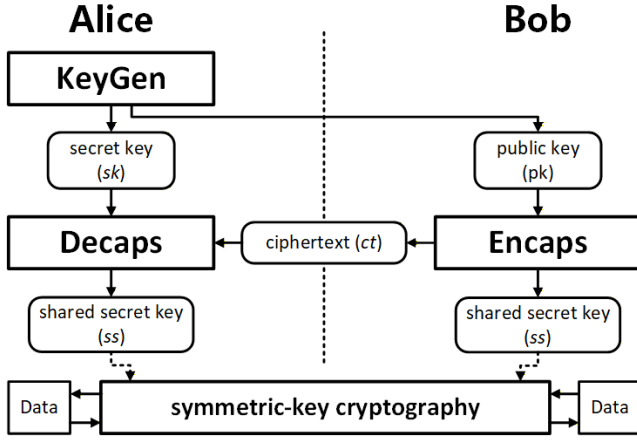 Alice
Bob
KeyGen
secret key
(sk)
public key
(pk)
Decaps
ciphertext (ct)
Encaps
shared secret key
(ss)
shared secret key
(ss)
Data
symmetric-key cryptography
Data